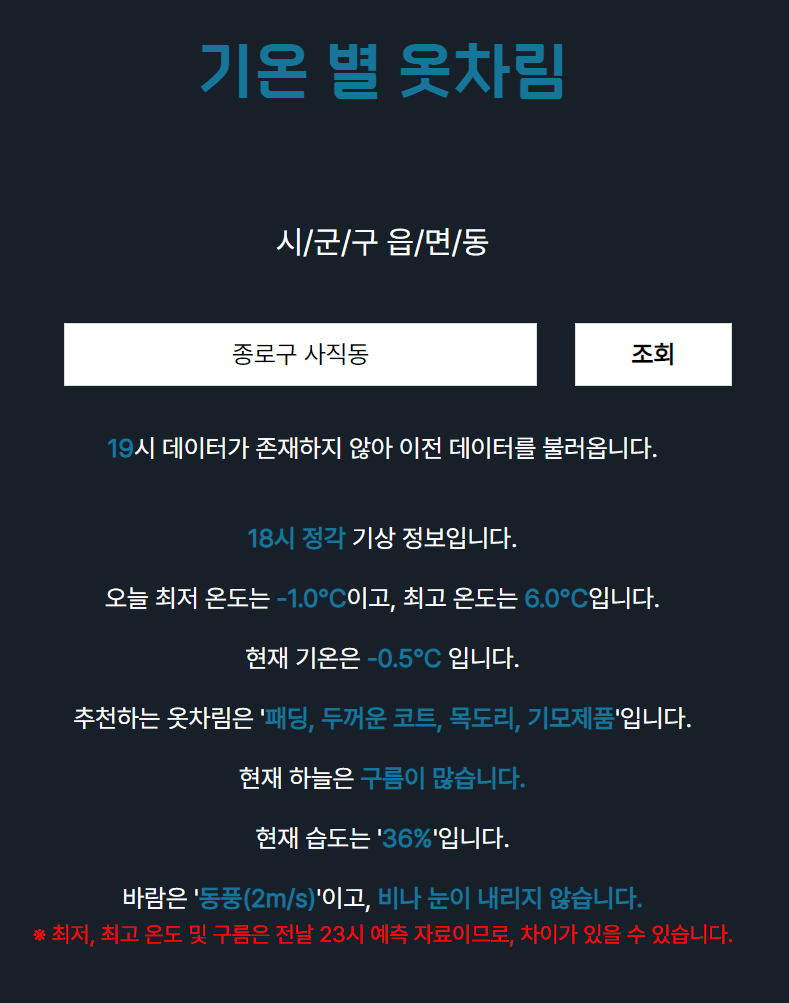 기온 별 옷차림
시/군/구 읍/면/동
종로구 사직동
조회
19시 데이터가 존재하지 않아 이전 데이터를 불러옵니다.
18시 정각 기상 정보입니다.
오늘 최저 온도는 -1.0°C이고, 최고 온도는 6.0°C입니다.
현재 기온은 -0.5°C 입니다.
추천하는 옷차림은 '패딩, 두꺼운 코트, 목도리, 기모제품'입니다.
현재 하늘은 구름이 많습니다.
현재 습도는 '36%'입니다.
바람은 '동풍(2m/s)'이고, 비나 눈이 내리지 않습니다.
※ 최저, 최고 온도 및 구름은 전날 23시 예측 자료이므로, 차이가 있을 수 있습니다.